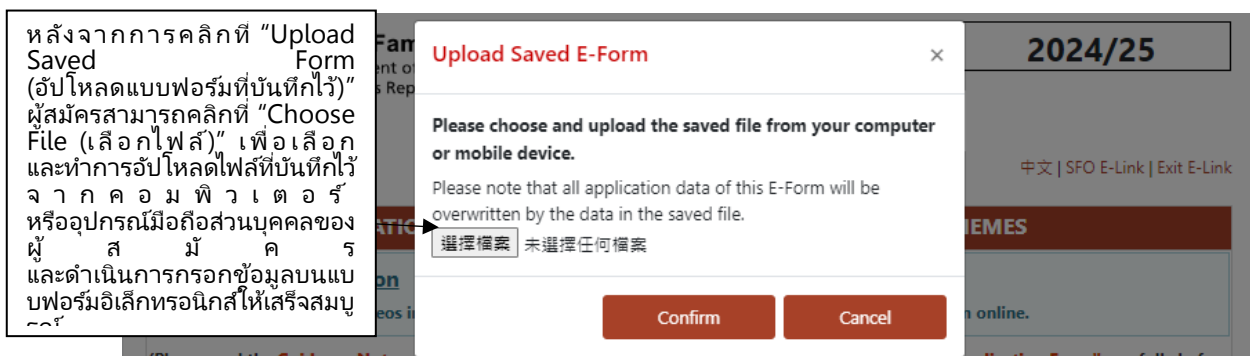 หลังจากการคลิกที่ “Upload
Saved Form
(อัปโหลดแบบฟอร์มที่บันทึกไว้)”
ผู้สมัครสามารถคลิกที่ “Choose
File (เลือกไฟล์)” เพื่อเลือก
และทำการอัปโหลดไฟล์ที่บันทึกไว้
จากคอมพิวเตอร์
หรืออุปกรณ์มือถือส่วนบุคคลของ
ผู้สมัคร
และดำเนินการกรอกข้อมูลบนแบ
บฟอร์มอิเล็กทรอนิกส์ให้เสร็จสมบู
Upload Saved E-Form ×
Please choose and upload the saved file from your computer
or mobile device.
Please note that all application data of this E-Form will be
overwritten by the data in the saved file.
選擇檔案 未選擇任何檔案
Confirm Cancel
2024/25
中文 | SFO E-Link | Exit E-Link
EMES
on
n online.